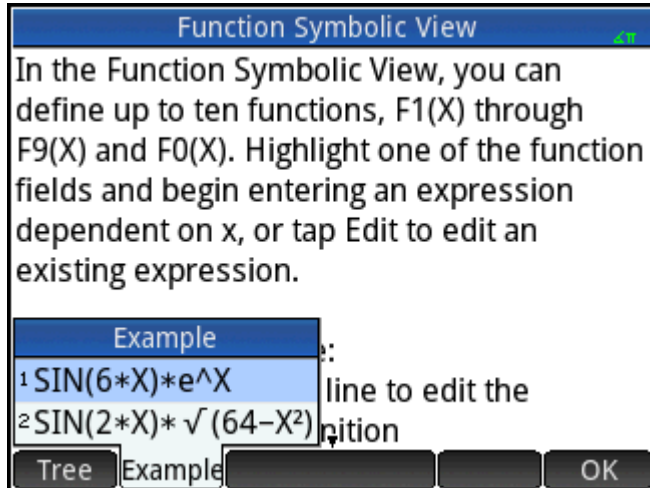 Function Symbolic View
∡π
In the Function Symbolic View, you can
define up to ten functions, F1(X) through
F9(X) and F0(X). Highlight one of the function
fields and begin entering an expression
dependent on x, or tap Edit to edit an
existing expression.
Example
:
1 SIN(6*X)*e^X
line to edit the
2 SIN(2*X)*√(64-X²)
nition
Tree Example OK